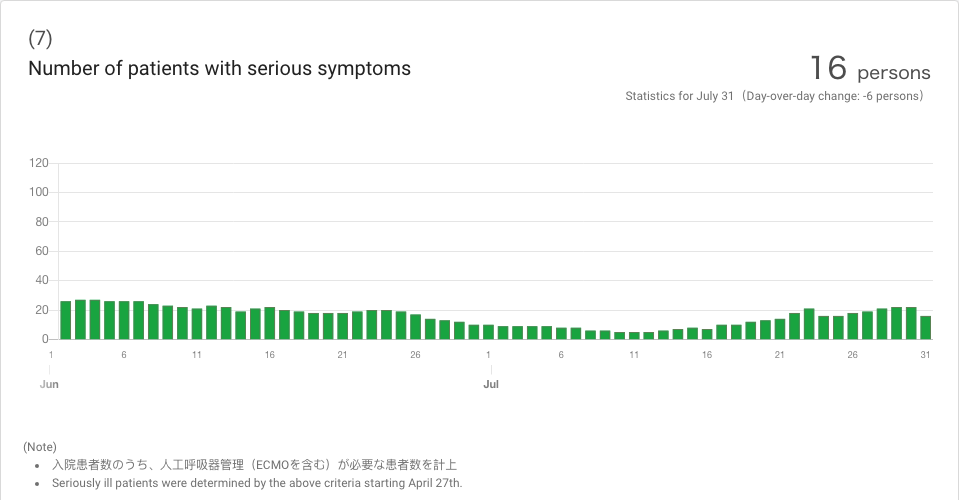 (7)
Number of patients with serious symptoms
16 persons
Statistics for July 31（Day-over-day change: -6 persons）
120
100
80
60
40
20
0
1 6 11 16 21 26 1 6 11 16 21 26 31
Jun Jul
(Note)
• 入院患者数のうち、人工呼吸器管理（ECMOを含む）が必要な患者数を計上
• Seriously ill patients were determined by the above criteria starting April 27th.